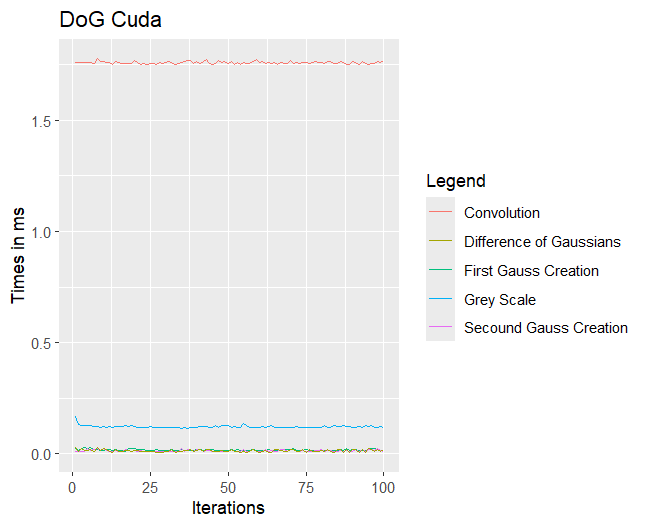 DoG Cuda
Times in ms
1.5
1.0
0.5
0.0
0 25 50 75 100
Iterations
Legend
Convolution
Difference of Gaussians
First Gauss Creation
Grey Scale
Secound Gauss Creation